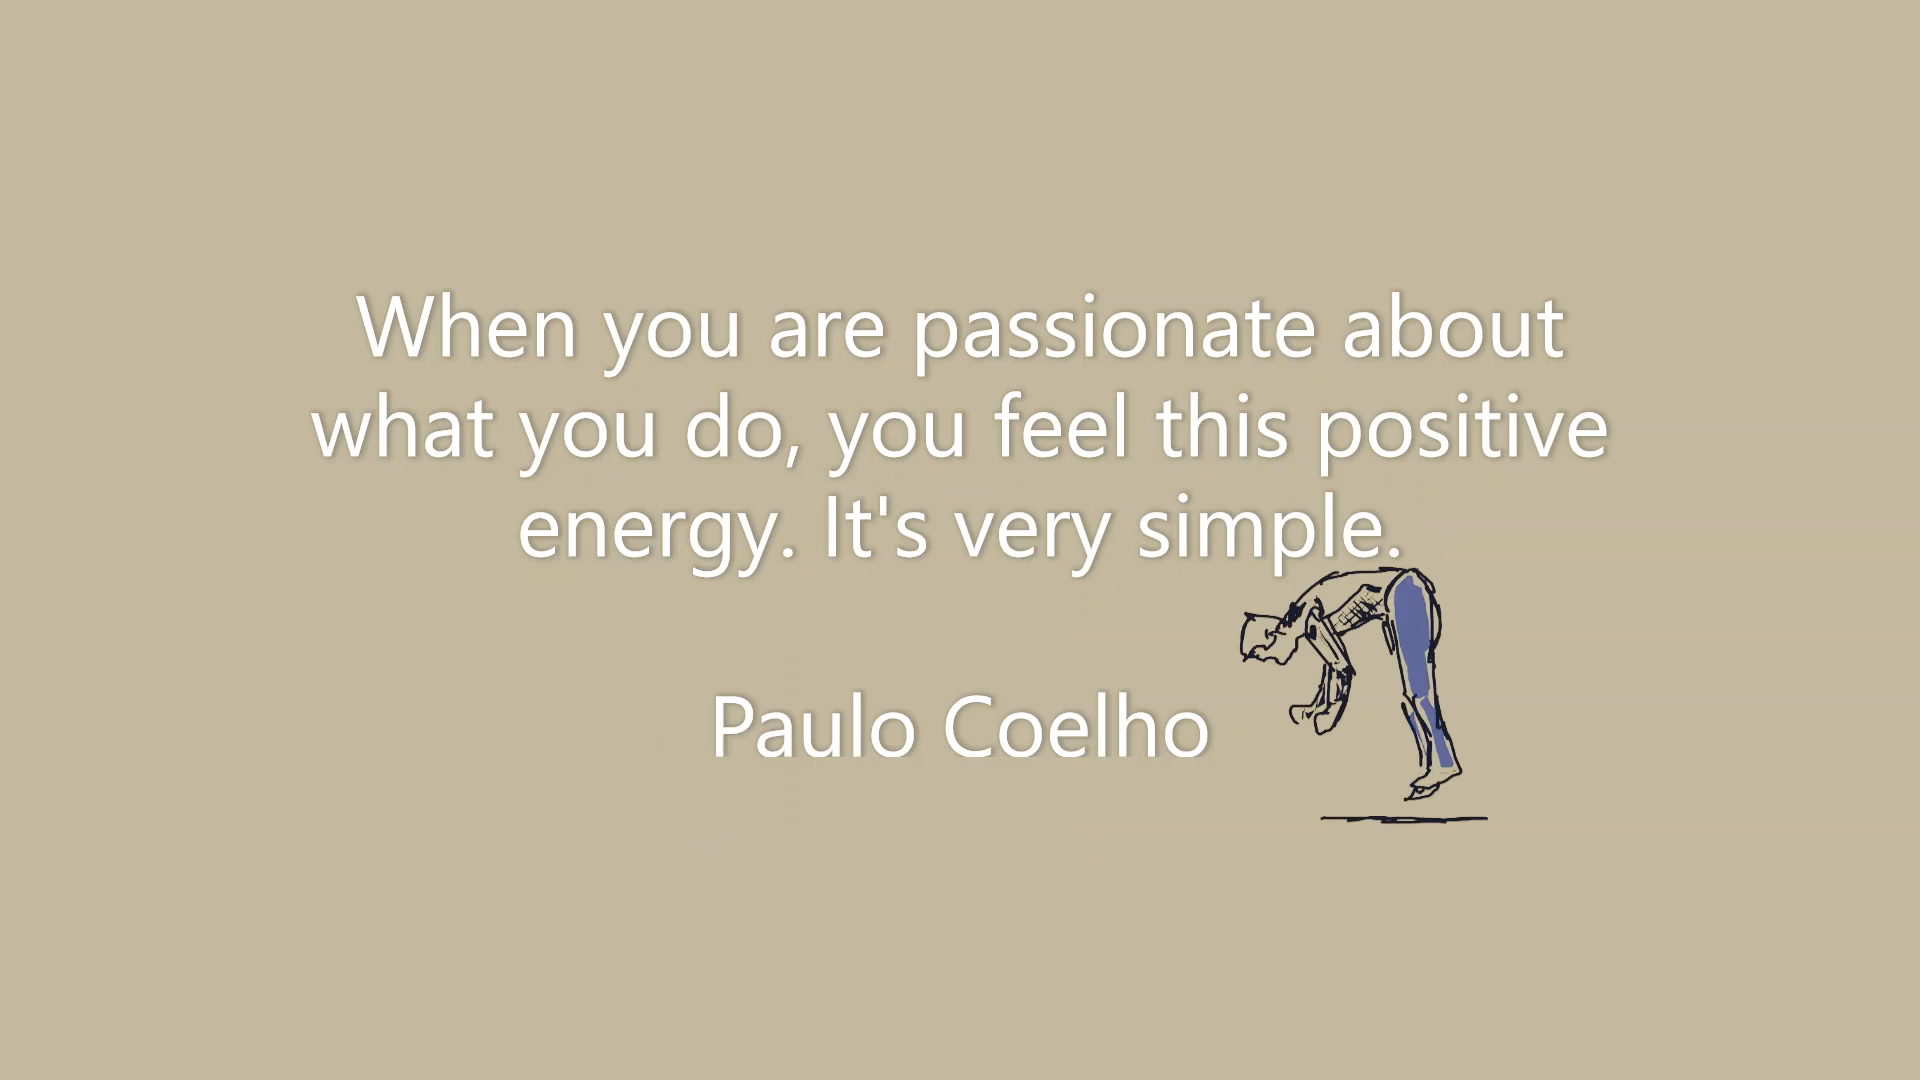 When you are passionate about
what you do, you feel this positive
energy. It's very simple.
Paulo Coelho